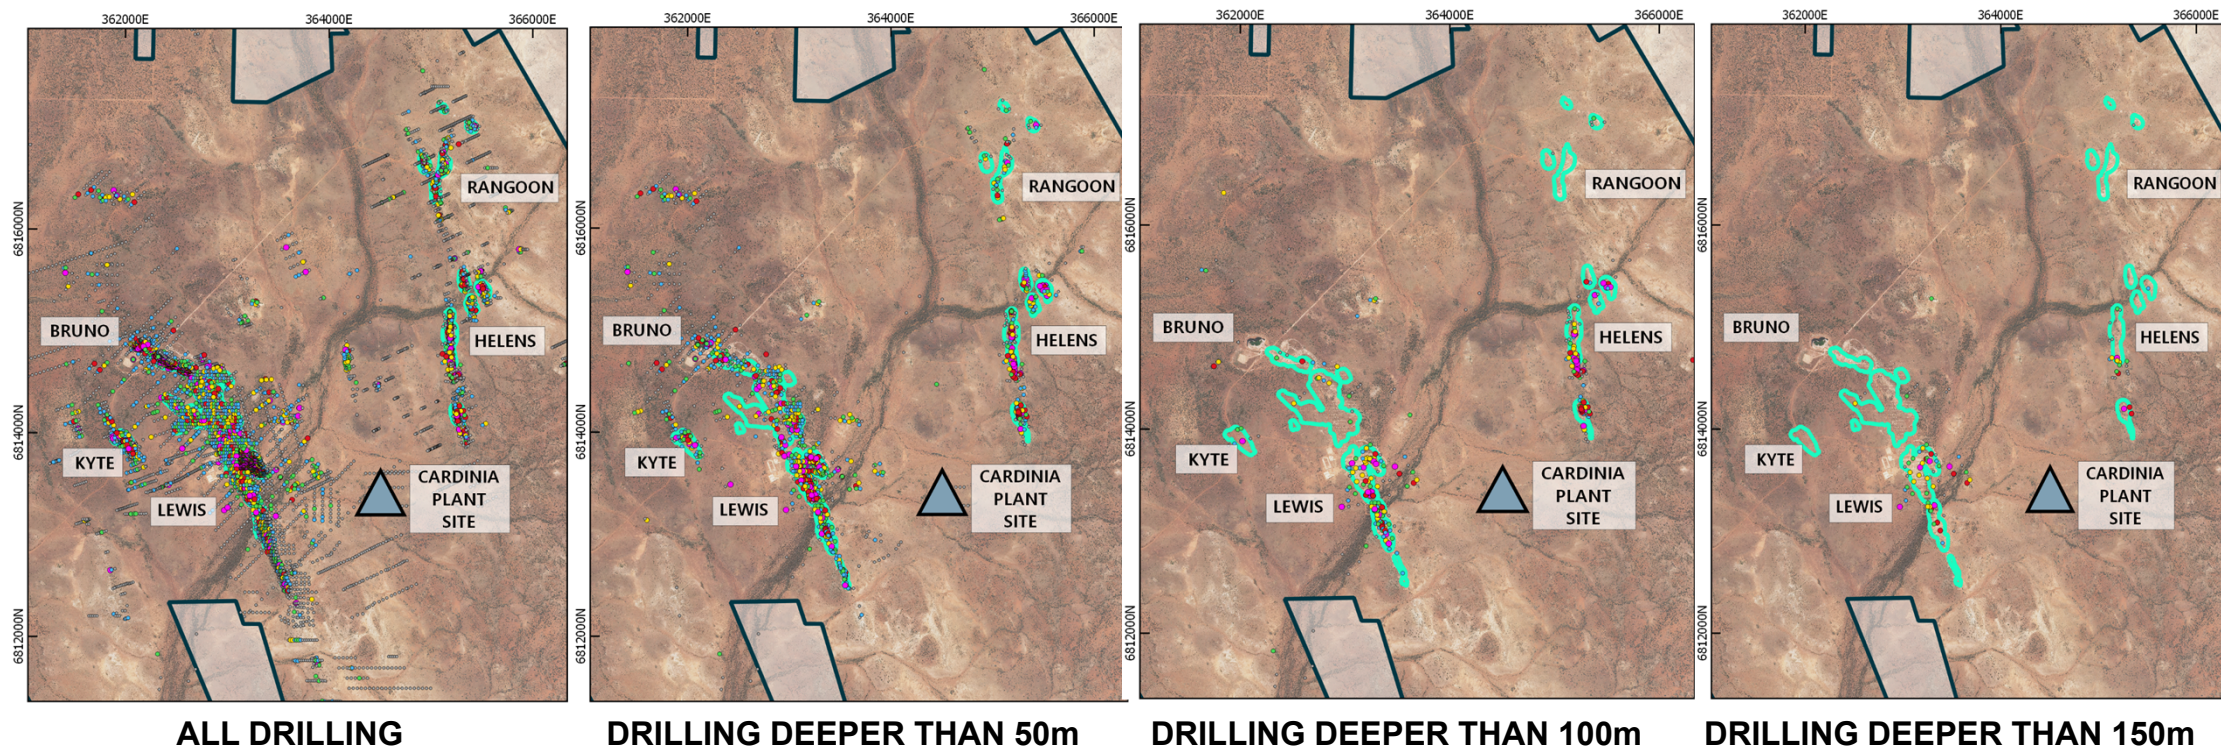 362000E 364000E 366000E
362000E 364000E 366000E
362000E 364000E 366000E
362000E 364000E 366000E
6816000N
6814000N
6812000N
RANGOON
BRUNO
HELENS
KYTE
LEWIS
CARDINIA
PLANT
SITE
6816000N
6814000N
6812000N
RANGOON
BRUNO
HELENS
KYTE
LEWIS
CARDINIA
PLANT
SITE
6816000N
6814000N
6812000N
RANGOON
BRUNO
HELENS
KYTE
LEWIS
CARDINIA
PLANT
SITE
6816000N
6814000N
6812000N
RANGOON
BRUNO
HELENS
KYTE
LEWIS
CARDINIA
PLANT
SITE
ALL DRILLING
DRILLING DEEPER THAN 50m
DRILLING DEEPER THAN 100m
DRILLING DEEPER THAN 150m